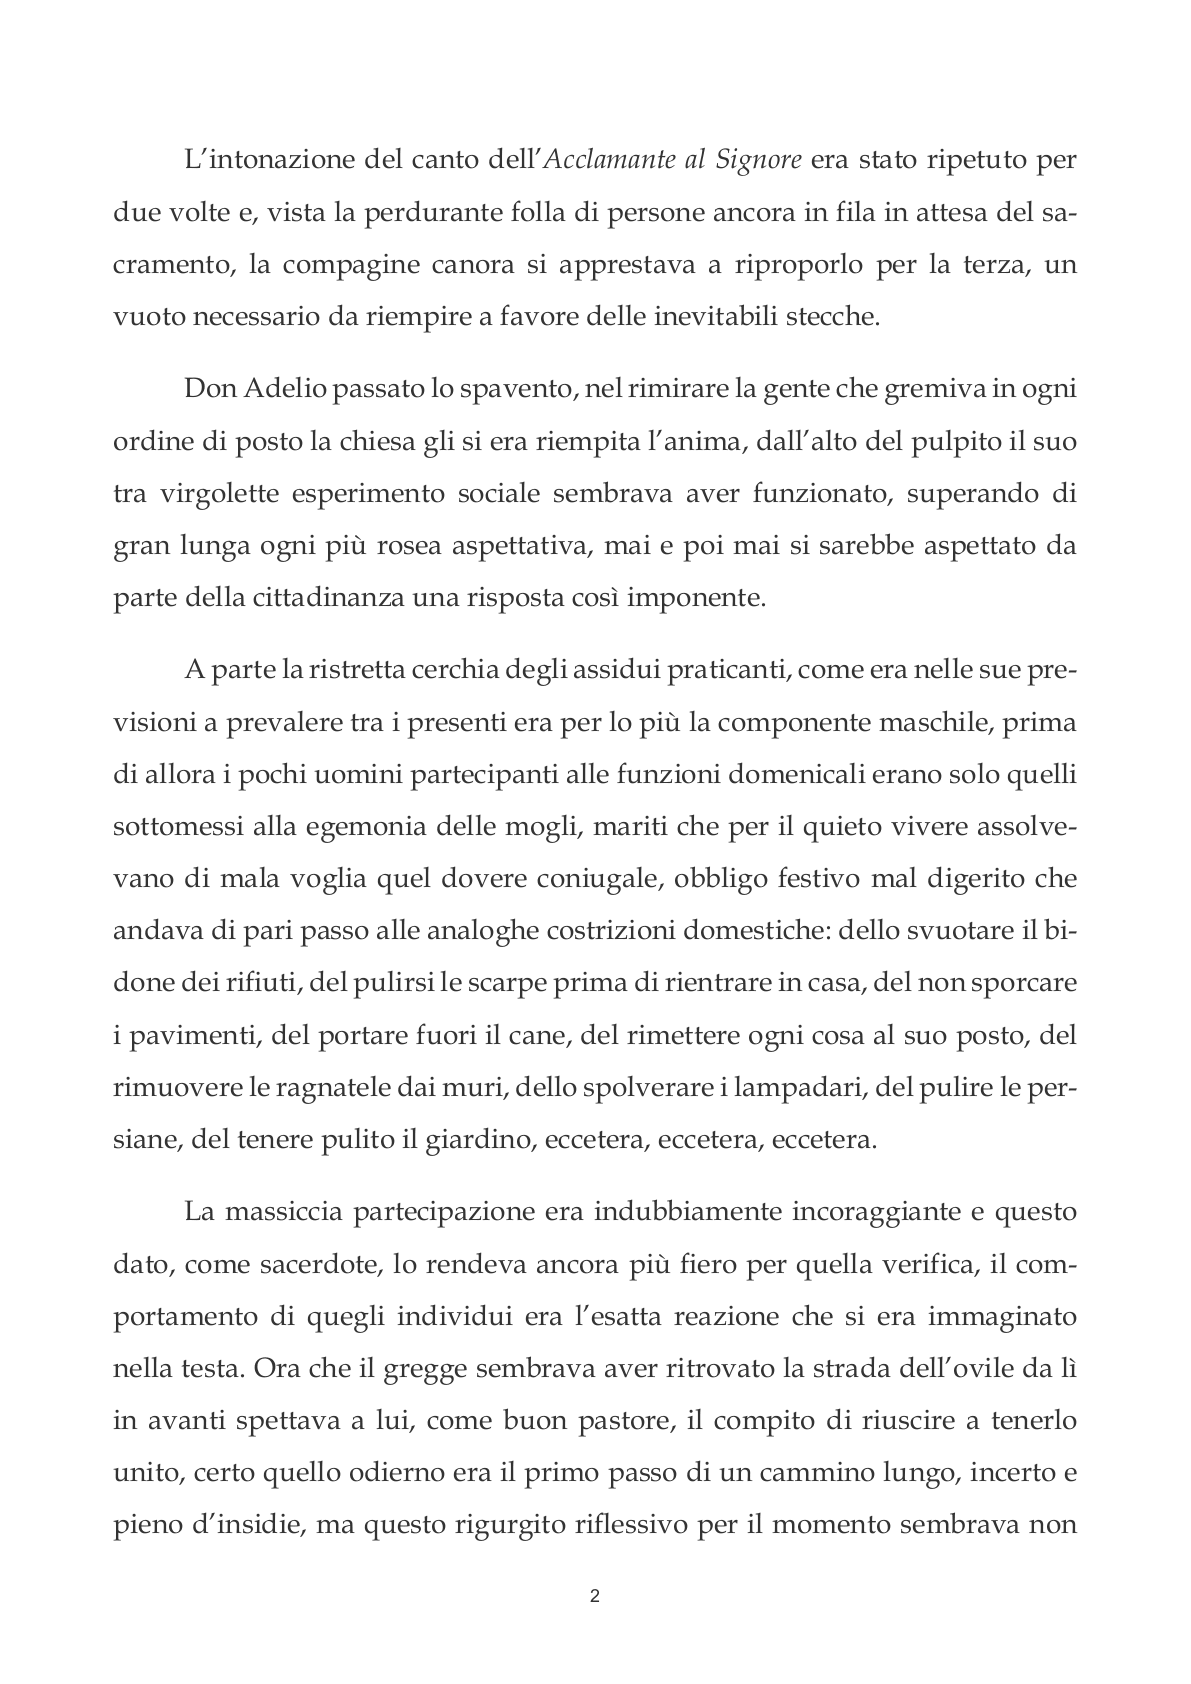 L’intonazione del canto dell’Acclamante al Signore era stato ripetuto per
due volte e, vista la perdurante folla di persone ancora in fila in attesa del sa-
cramento, la compagine canora si apprestava a riproporlo per la terza, un
vuoto necessario da riempire a favore delle inevitabili stecche.
Don Adelio passato lo spavento, nel rimirare la gente che gremiva in ogni
ordine di posto la chiesa gli si era riempita l’anima, dall’alto del pulpito il suo
tra virgolette esperimento sociale sembrava aver funzionato, superando di
gran lunga ogni più rosea aspettativa, mai e poi mai si sarebbe aspettato da
parte della cittadinanza una risposta così imponente.
A parte la ristretta cerchia degli assidui praticanti, come era nelle sue pre-
visioni a prevalere tra i presenti era per lo più la componente maschile, prima
di allora i pochi uomini partecipanti alle funzioni domenicali erano solo quelli
sottomessi alla egemonia delle mogli, mariti che per il quieto vivere assolve-
vano di mala voglia quel dovere coniugale, obbligo festivo mal digerito che
andava di pari passo alle analoghe costrizioni domestiche: dello svuotare il bi-
done dei rifiuti, del pulirsi le scarpe prima di rientrare in casa, del non sporcare
i pavimenti, del portare fuori il cane, del rimettere ogni cosa al suo posto, del
rimuovere le ragnatele dai muri, dello spolverare i lampadari, del pulire le per-
siane, del tenere pulito il giardino, eccetera, eccetera, eccetera.
La massiccia partecipazione era indubbiamente incoraggiante e questo
dato, come sacerdote, lo rendeva ancora più fiero per quella verifica, il com-
portamento di quegli individui era l’esatta reazione che si era immaginato
nella testa. Ora che il gregge sembrava aver ritrovato la strada dell’ovile da lì
in avanti spettava a lui, come buon pastore, il compito di riuscire a tenerlo
unito, certo quello odierno era il primo passo di un cammino lungo, incerto e
pieno d’insidie, ma questo rigurgito riflessivo per il momento sembrava non
2